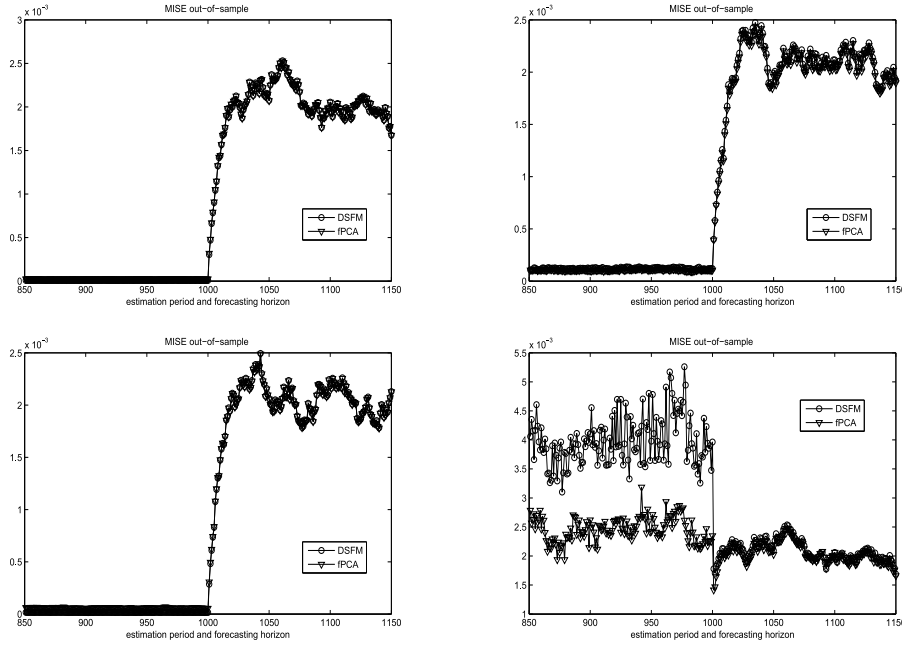 MISE out−of−sample
x 10⁻³
3
2.5
2
1.5
1
0.5
0
850 900 950 1000 1050 1100 1150
estimation period and forecasting horizon
DSFM
fPCA
MISE out−of−sample
x 10⁻³
2.5
2
1.5
1
0.5
0
850 900 950 1000 1050 1100 1150
estimation period and forecasting horizon
DSFM
fPCA
MISE out−of−sample
x 10⁻³
2.5
2
1.5
1
0.5
0
850 900 950 1000 1050 1100 1150
estimation period and forecasting horizon
DSFM
fPCA
MISE out−of−sample
x 10⁻³
5.5
5
4.5
4
3.5
3
2.5
2
1.5
1
850 900 950 1000 1050 1100 1150
estimation period and forecasting horizon
DSFM
fPCA